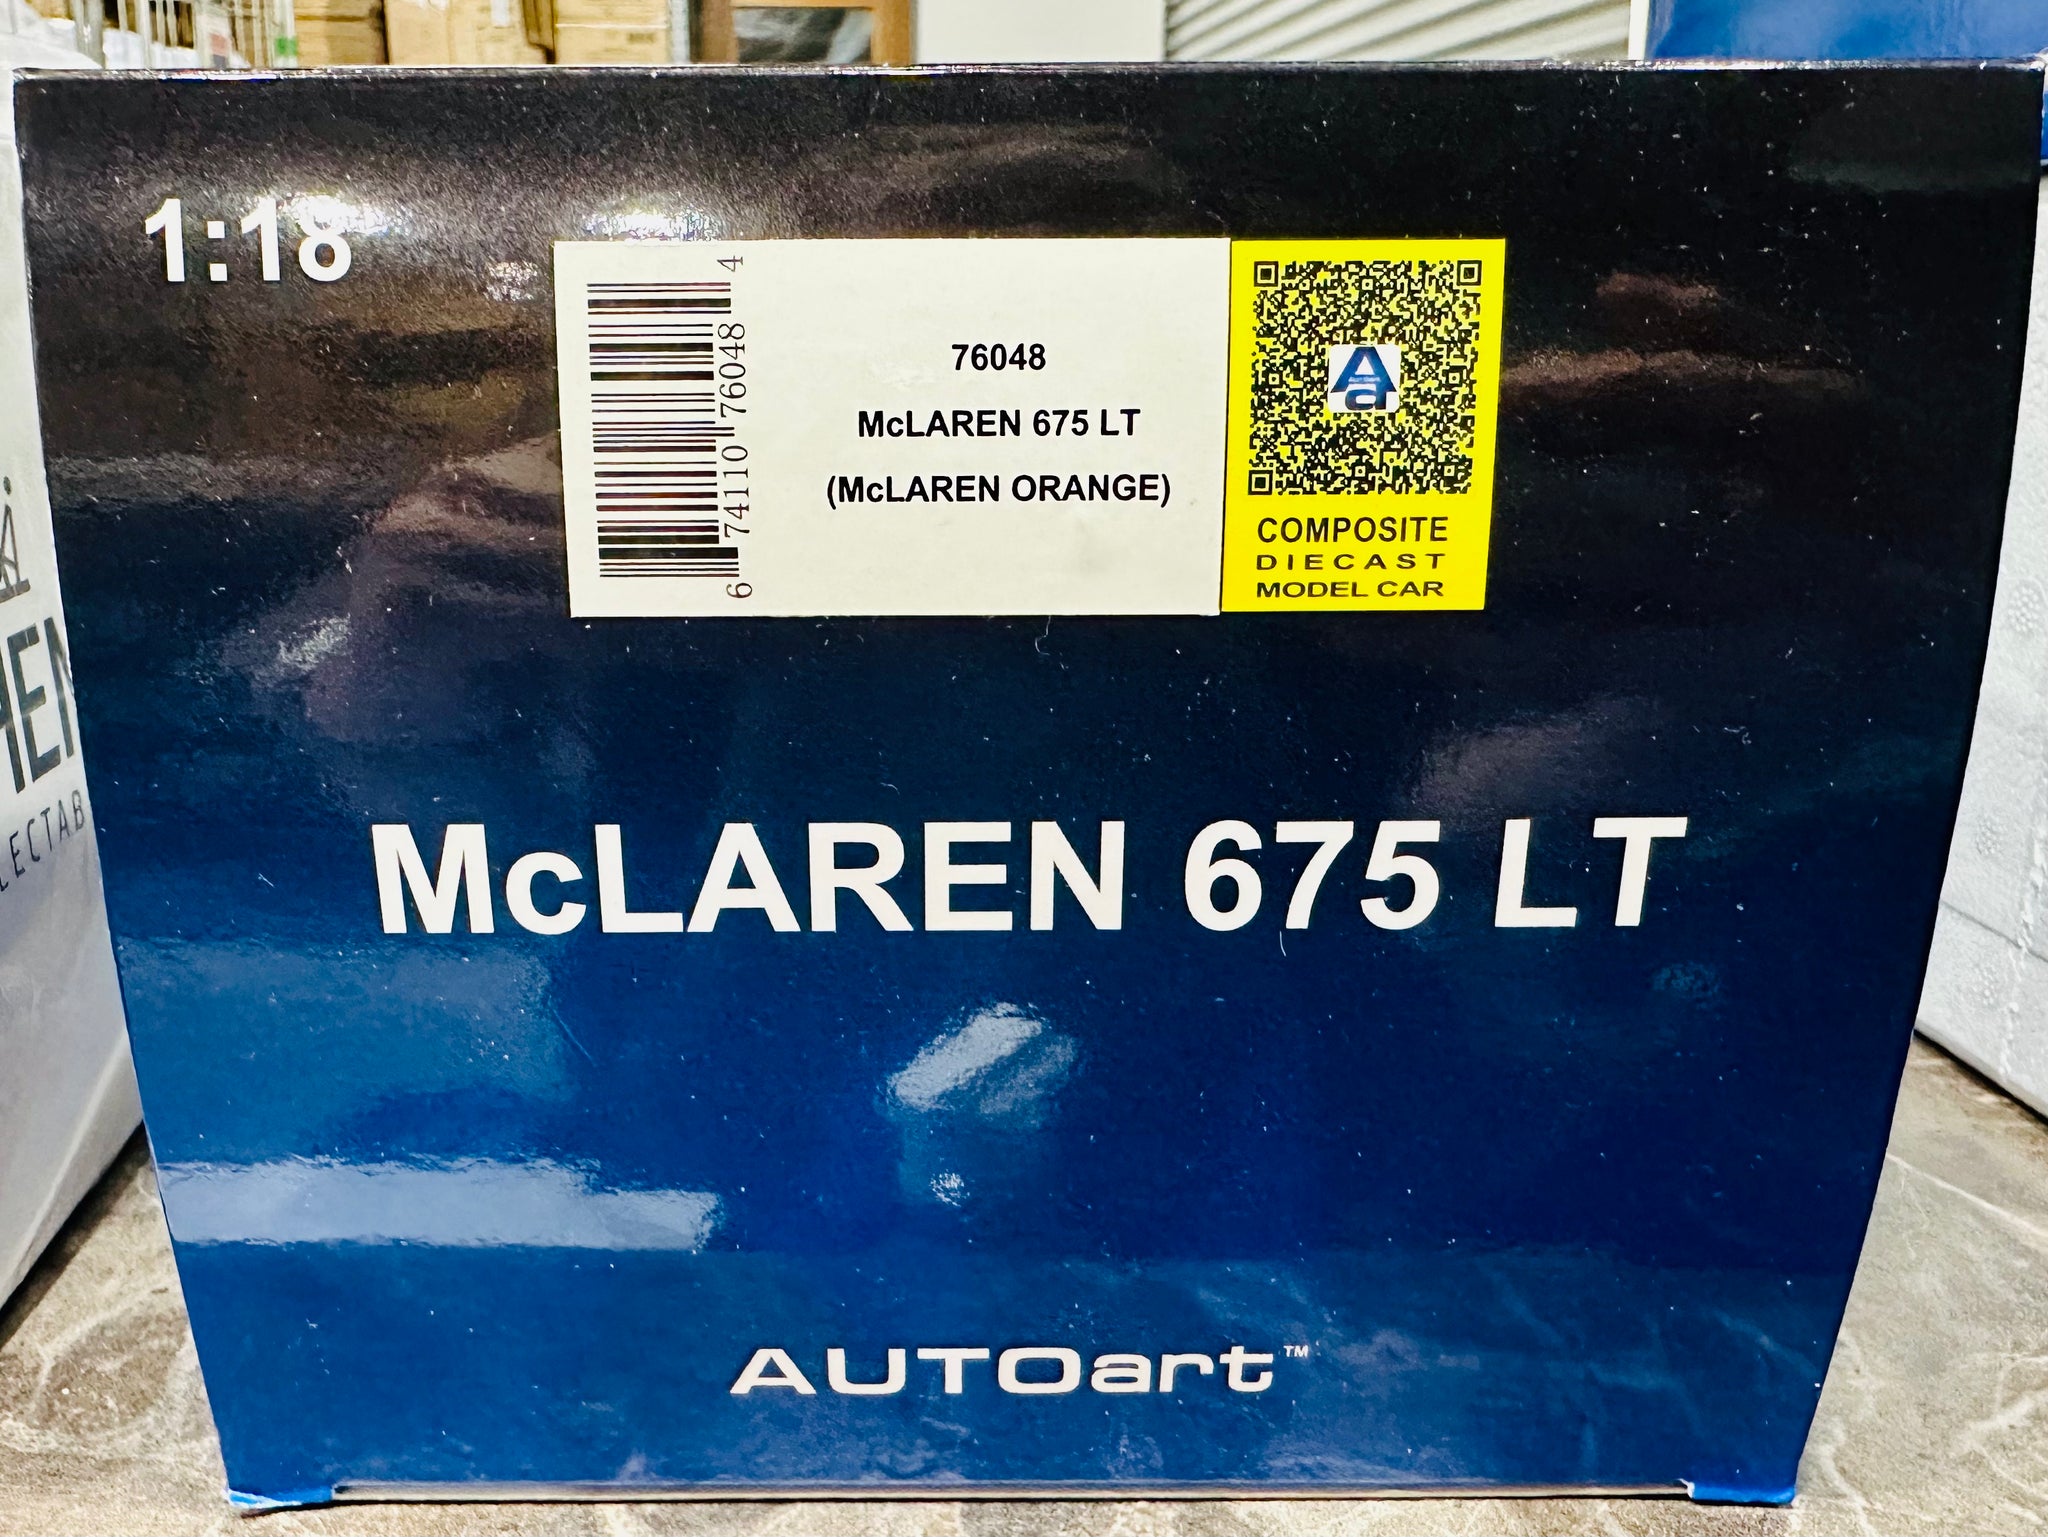 1:18
6 74110 76048 4
76048
McLAREN 675 LT
(McLAREN ORANGE)
COMPOSITE
DIECAST
MODEL CAR
McLAREN 675 LT
AUTOart™